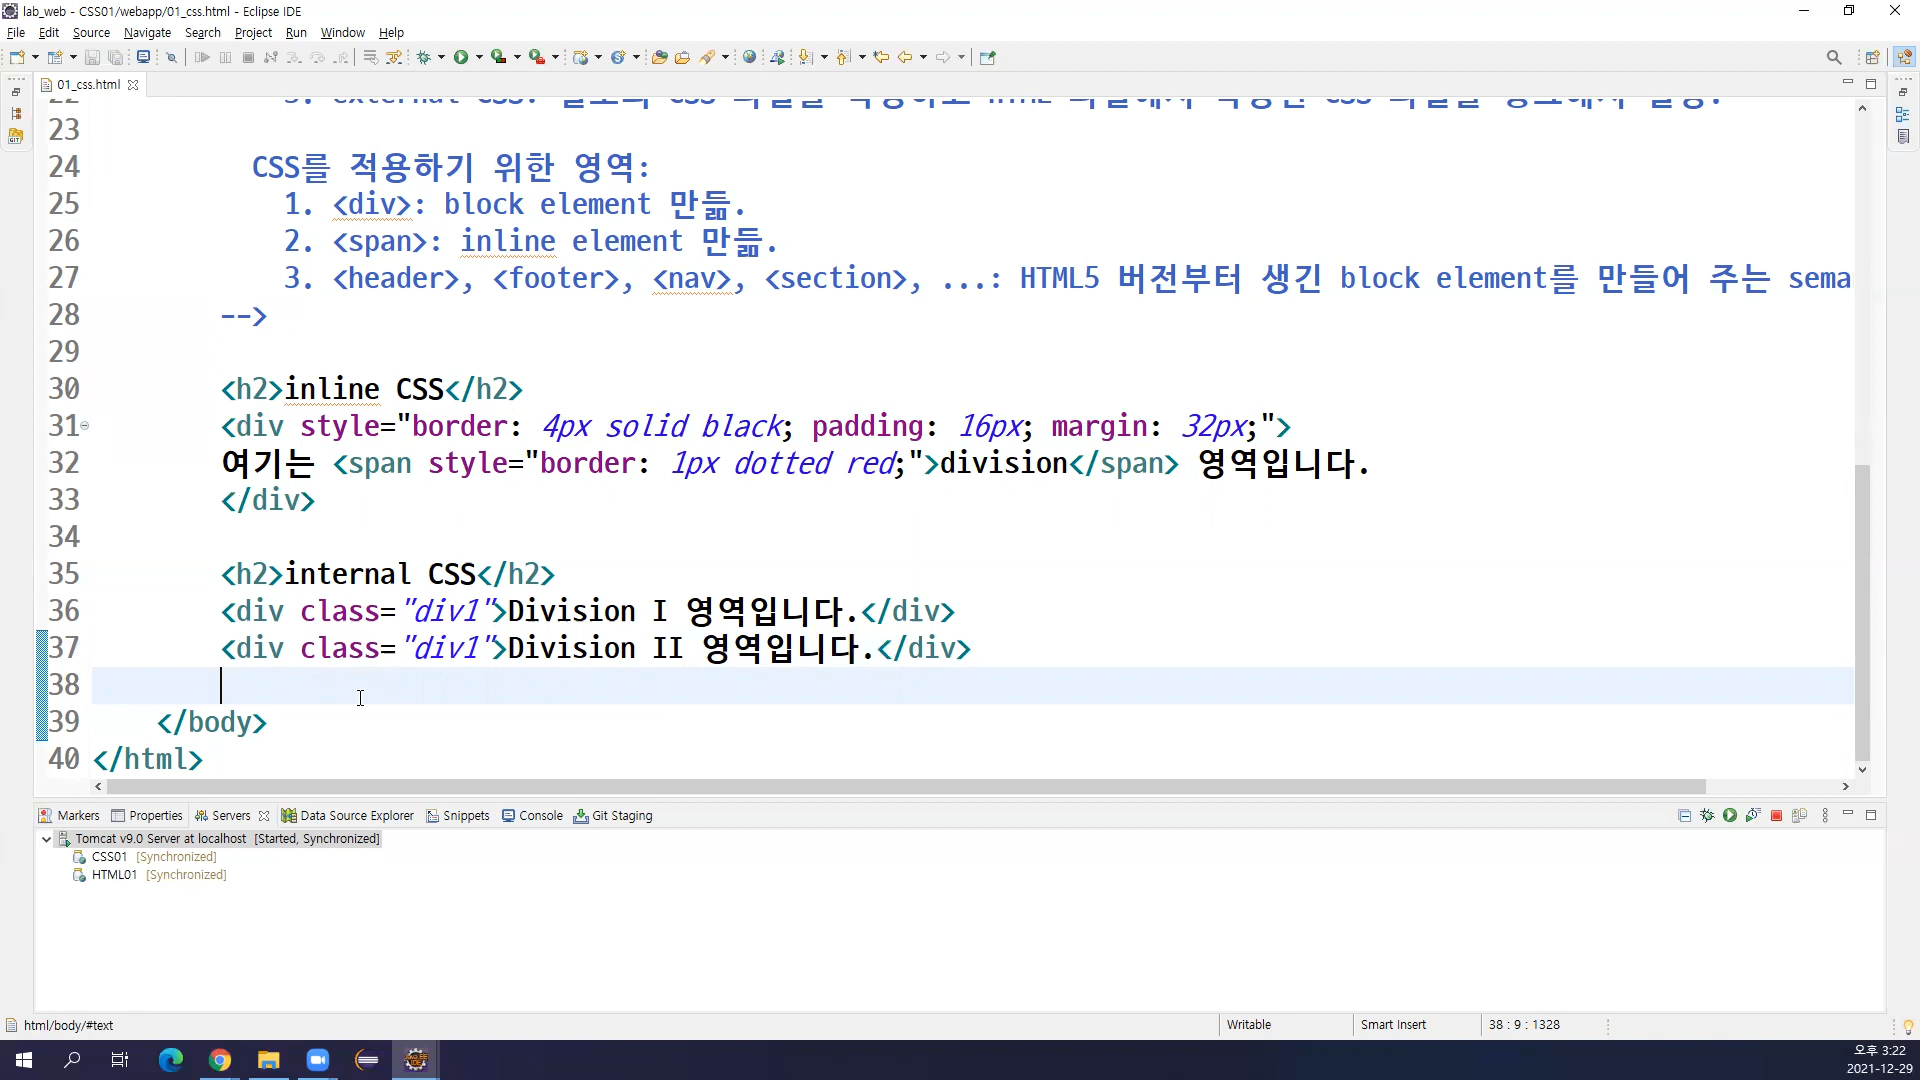 lab_web - CSS01/webapp/01_css.html - Eclipse IDE
File Edit Source Navigate Search Project Run Window Help
01_css.html
23
24 CSS를 적용하기 위한 영역:
25 1. <div>: block element 만듦.
26 2. <span>: inline element 만듦.
27 3. <header>, <footer>, <nav>, <section>, ...: HTML5 버전부터 생긴 block element를 만들어 주는 sema
28 -->
29
30 <h2>inline CSS</h2>
31 <div style="border: 4px solid black; padding: 16px; margin: 32px;">
32 여기는 <span style="border: 1px dotted red;">division</span> 영역입니다.
33 </div>
34
35 <h2>internal CSS</h2>
36 <div class="div1">Division I 영역입니다.</div>
37 <div class="div1">Division II 영역입니다.</div>
38
39 </body>
40 </html>
Markers Properties Servers Data Source Explorer Snippets Console Git Staging
Tomcat v9.0 Server at localhost [Started, Synchronized]
CSS01 [Synchronized]
HTML01 [Synchronized]
html/body/#text Writable Smart Insert 38 : 9 : 1328
오후 3:22
2021-12-29